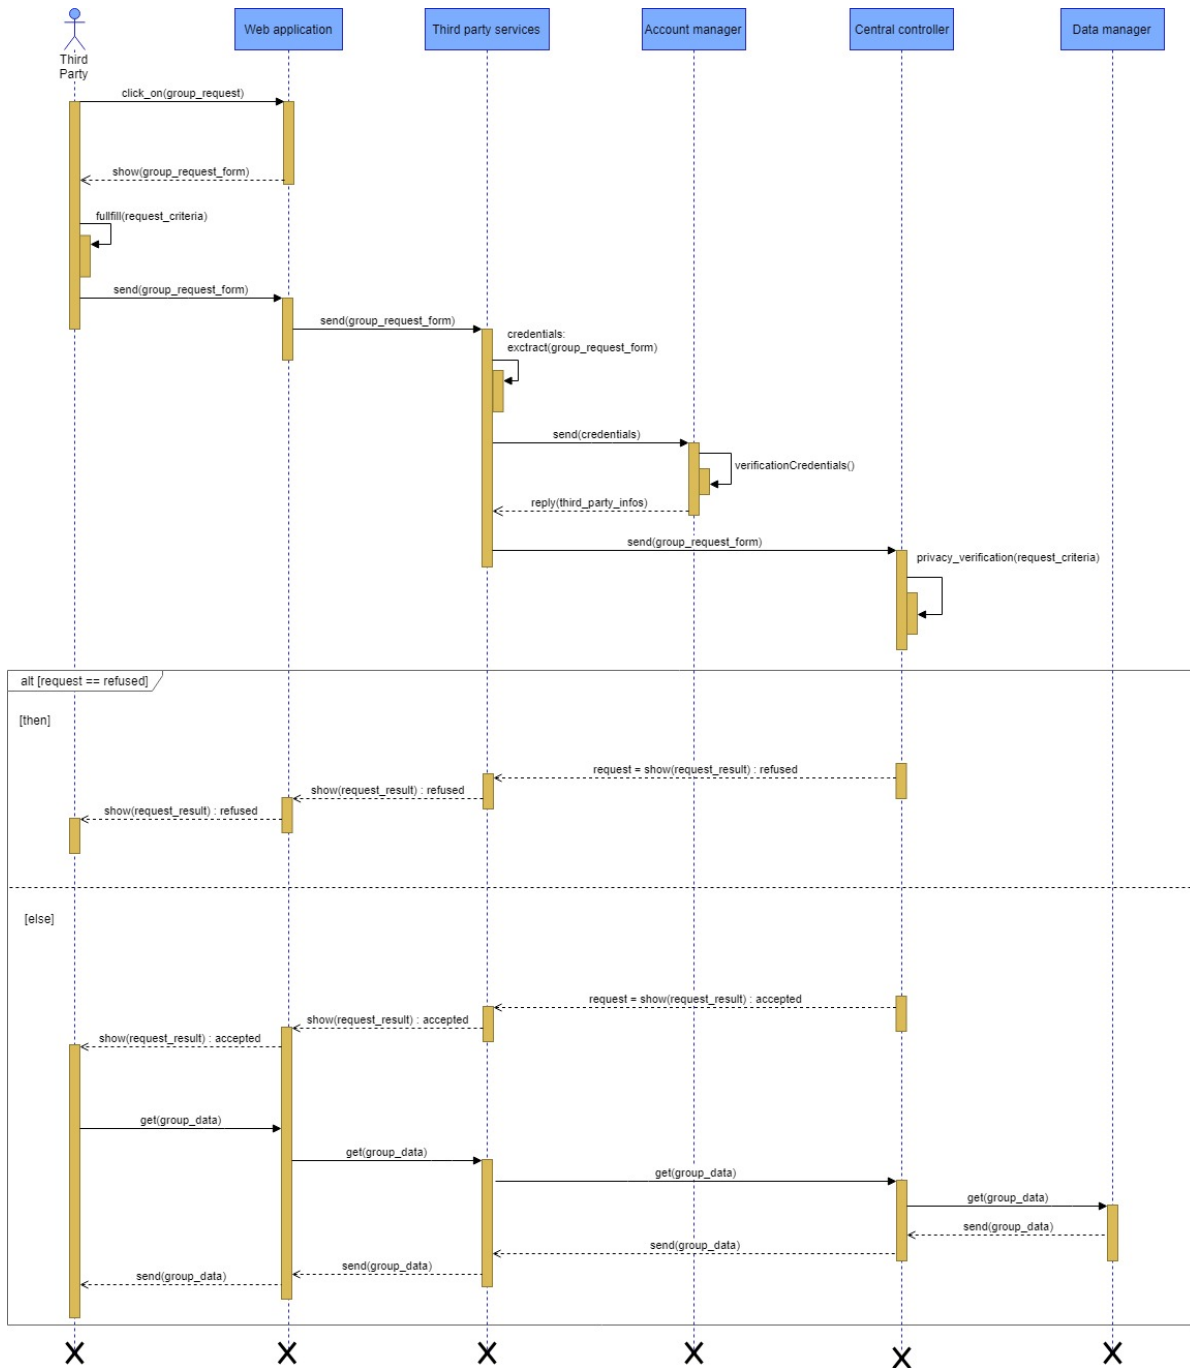 Web application
Third party services
Account manager
Central controller
Data manager
Third
Party
click_on(group_request)
show(group_request_form)
fullfill(request_criteria)
send(group_request_form)
send(group_request_form)
credentials:
exctract(group_request_form)
send(credentials)
verificationCredentials()
reply(third_party_infos)
send(group_request_form)
privacy_verification(request_criteria)
alt [request == refused]
[then]
request = show(request_result) : refused
show(request_result) : refused
show(request_result) : refused
[else]
request = show(request_result) : accepted
show(request_result) : accepted
show(request_result) : accepted
get(group_data)
get(group_data)
get(group_data)
get(group_data)
send(group_data)
send(group_data)
send(group_data)
send(group_data)